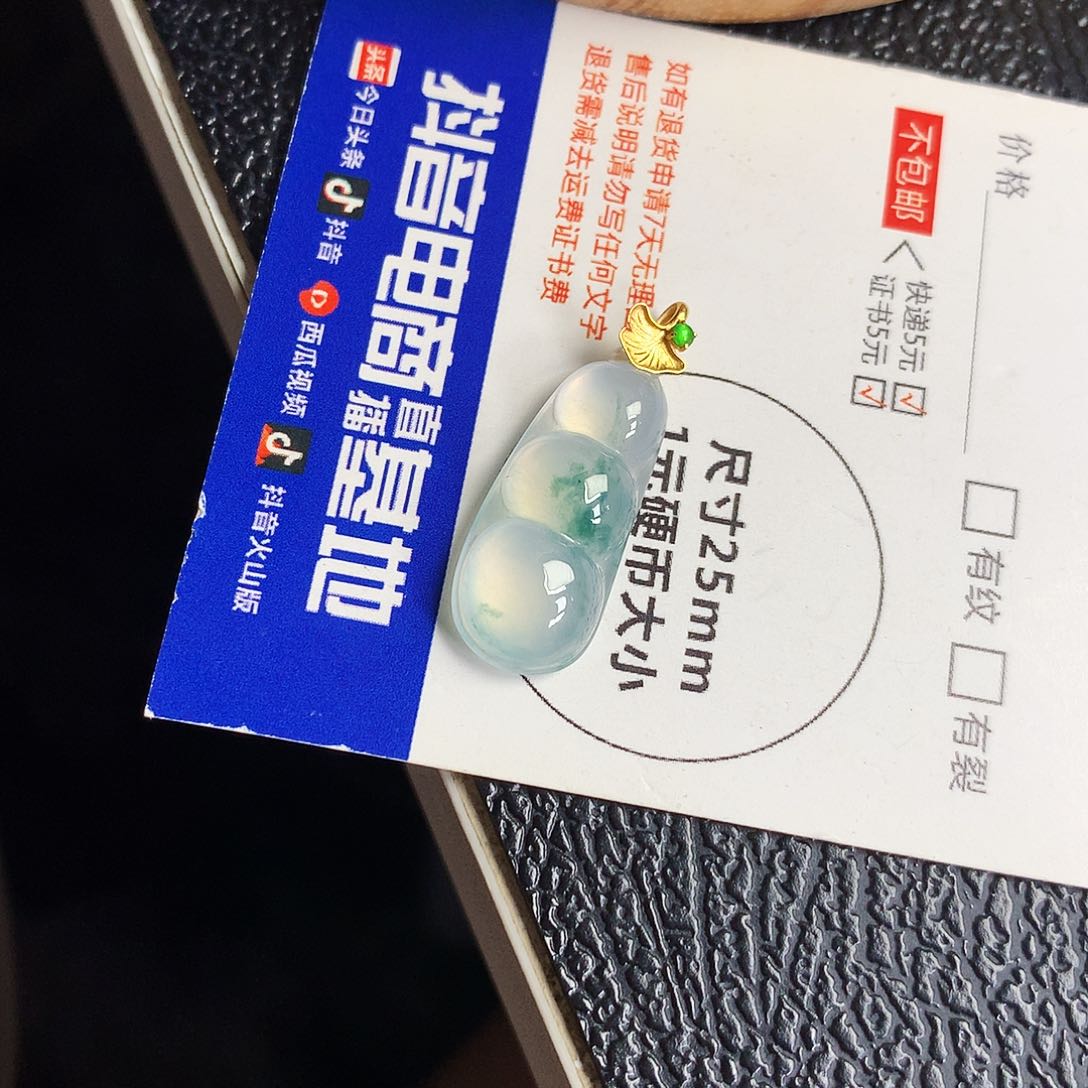 头条 今日头条 抖音 西瓜视频 抖音火山版
抖音电商直播基地
如有退货申请7天无理
售后说明请勿写任何文字
退货需减去运费证书费
不包邮
快递5元
证书5元
价格
尺寸25mm
1元硬币大小
有纹
有裂